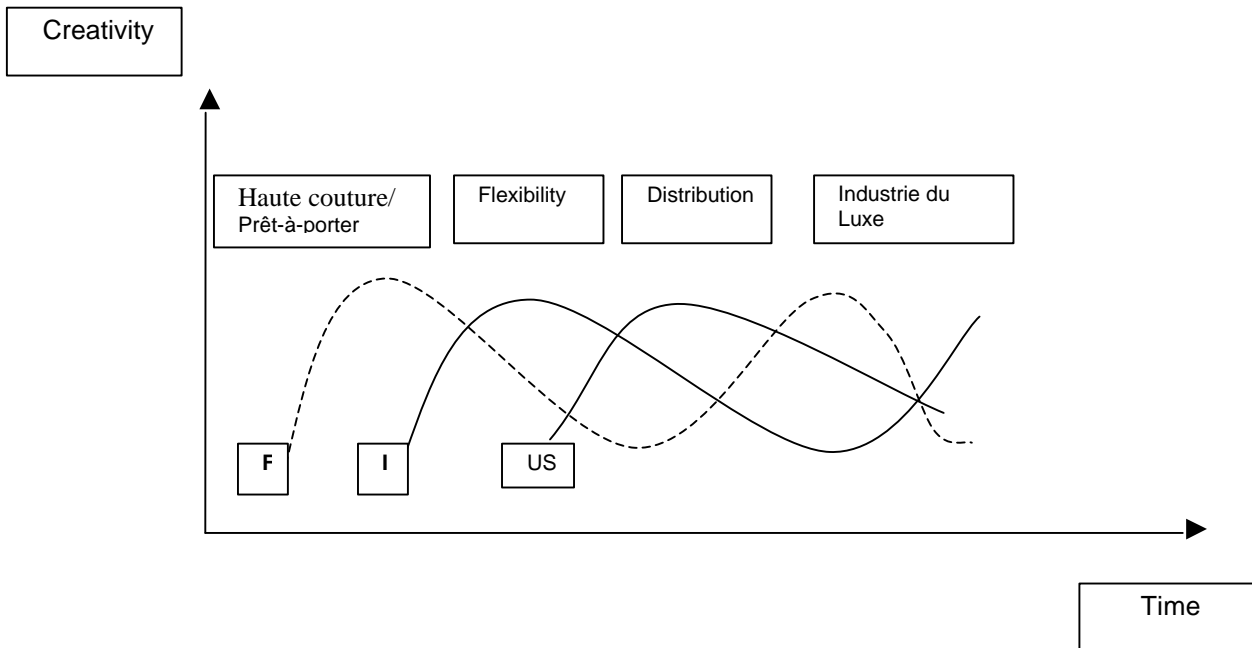 Creativity
Haute couture/
Prêt-à-porter
Flexibility
Distribution
Industrie du
Luxe
F
I
US
Time